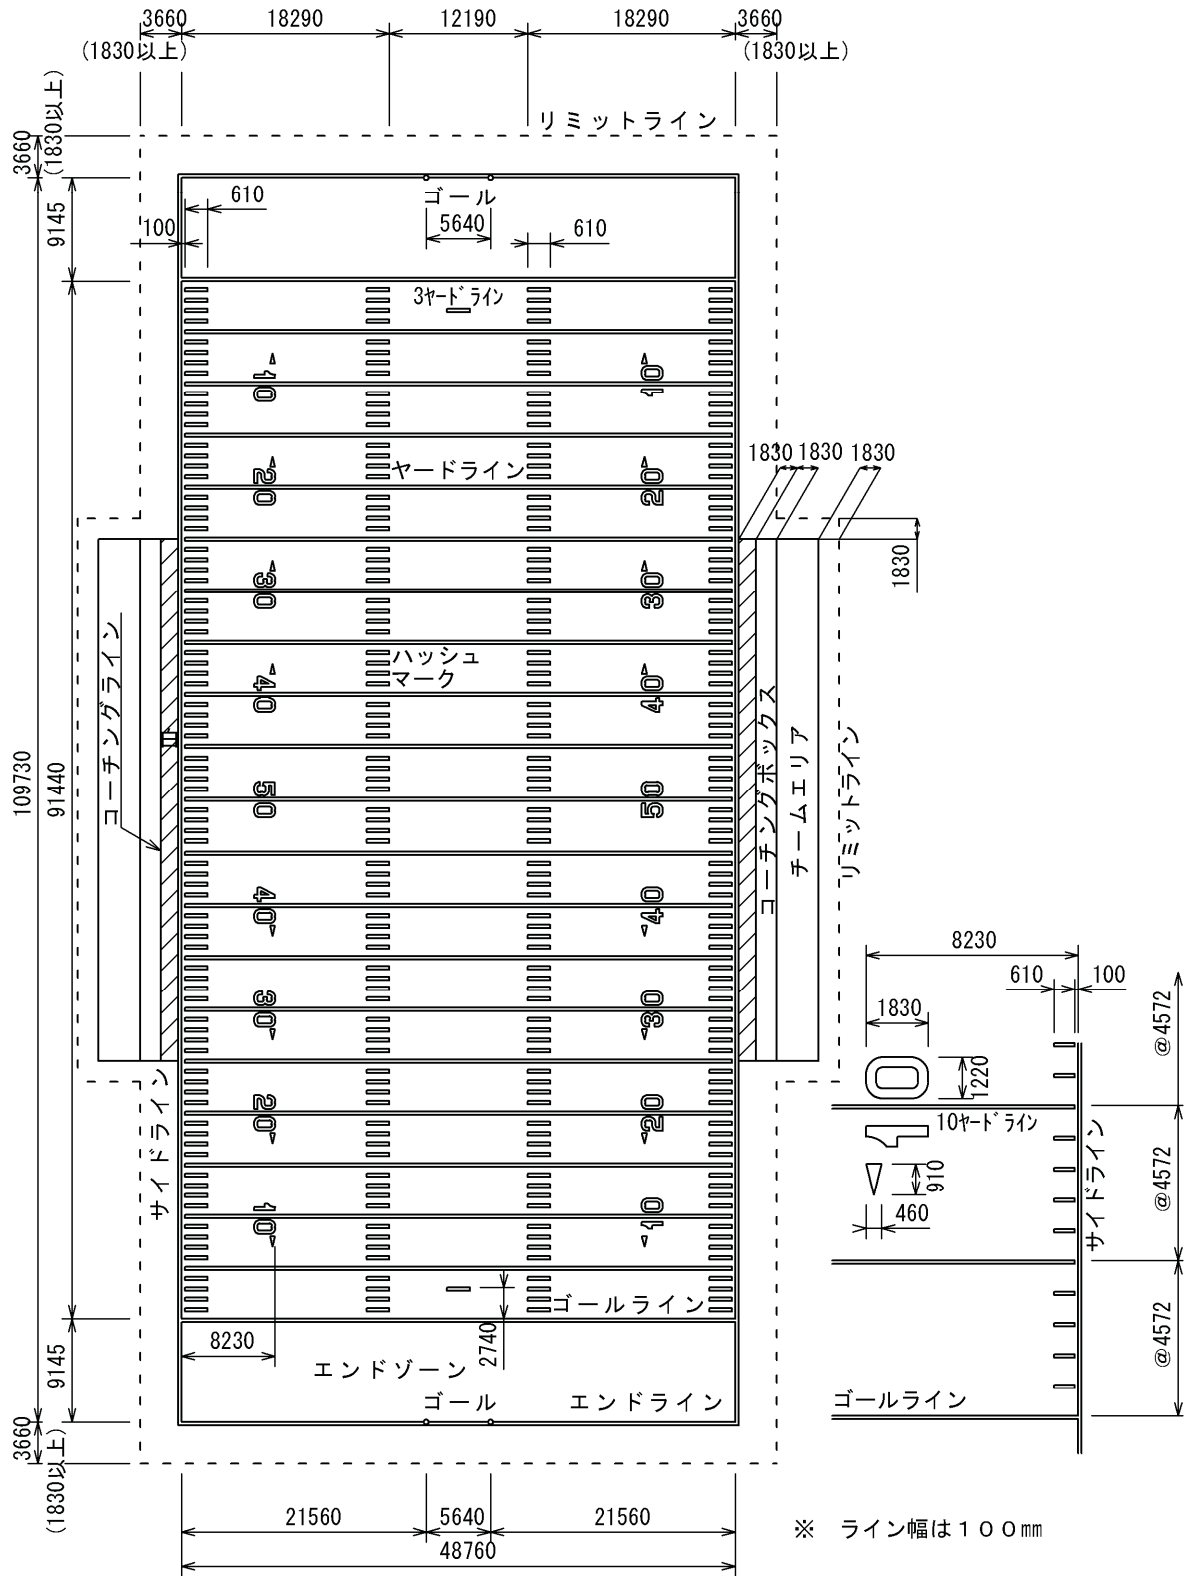 3660
18290
12190
18290
3660
(1830以上)
(1830以上)
リミットライン
3660
(1830以上)
ゴール
610
5640
100
610
9145
3ヤードライン
10
10
1830
1830
1830
ヤードライン
20
20
1830
30
30
ハッシュ
マーク
40
40
コーチングライン
コーチングボックス
チームエリア
リミットライン
109730
91440
50
50
40
40
30
30
20
20
サイドライン
10
10
ゴールライン
2740
8230
エンドゾーン
9145
ゴール
エンドライン
3660
(1830以上)
21560
5640
21560
48760
8230
610
100
1830
@4572
0
1220
10ヤードライン
1
910
460
サイドライン
@4572
@4572
ゴールライン
※ ライン幅は100㎜